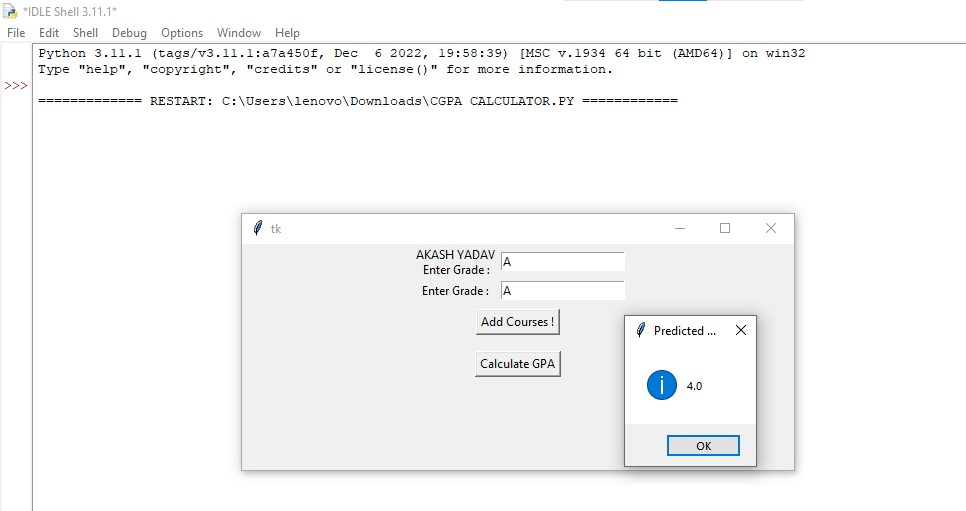 *IDLE Shell 3.11.1*
File Edit Shell Debug Options Window Help
Python 3.11.1 (tags/v3.11.1:a7a450f, Dec  6 2022, 19:58:39) [MSC v.1934 64 bit (AMD64)] on win32
Type "help", "copyright", "credits" or "license()" for more information.
>>>
============= RESTART: C:\Users\lenovo\Downloads\CGPA CALCULATOR.PY ============
tk
AKASH YADAV
Enter Grade : A
Enter Grade : A
Add Courses !
Calculate GPA
Predicted ...
4.0
OK